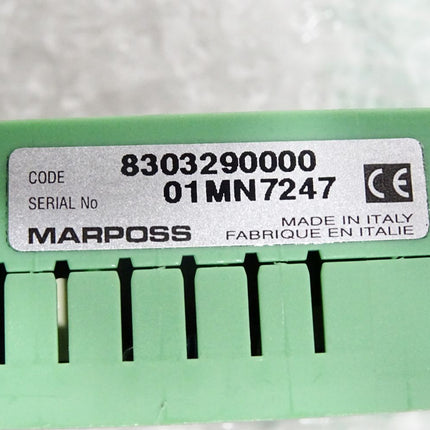 CODE 8303290000
SERIAL No 01MN7247
CE
MARPOSS
MADE IN ITALY
FABRIQUE EN ITALIE